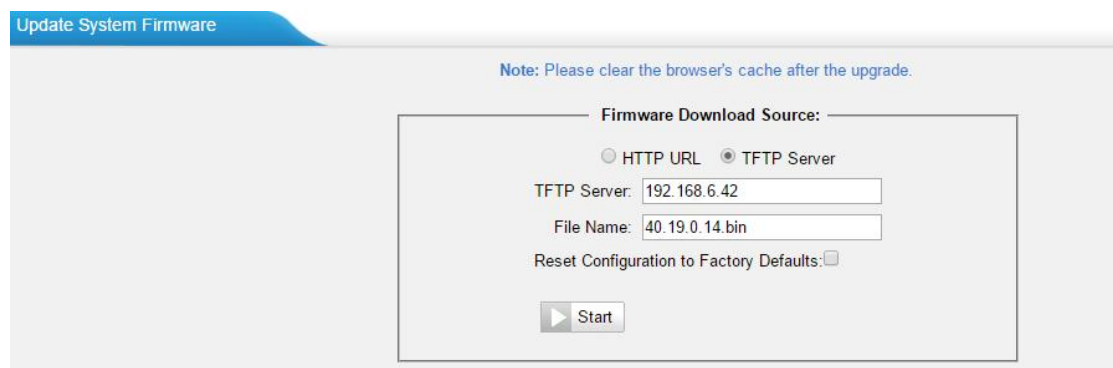 Update System Firmware
Note: Please clear the browser's cache after the upgrade.
Firmware Download Source:
HTTP URL TFTP Server
TFTP Server: 192.168.6.42
File Name: 40.19.0.14.bin
Reset Configuration to Factory Defaults:
Start